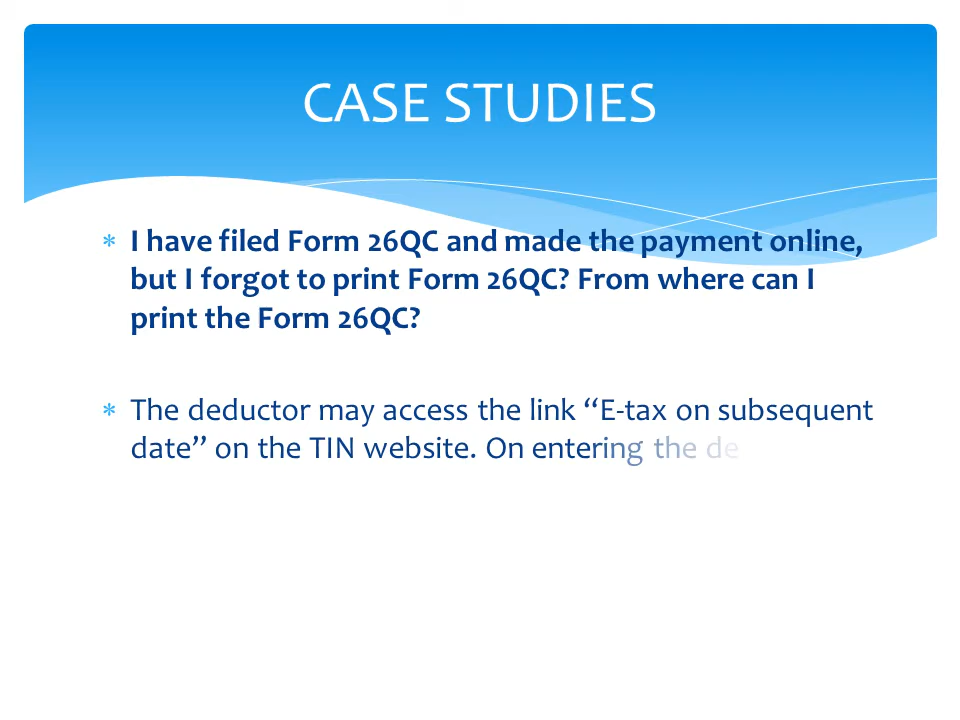 CASE STUDIES
* I have filed Form 26QC and made the payment online,
but I forgot to print Form 26QC? From where can I
print the Form 26QC?
* The deductor may access the link “E-tax on subsequent
date” on the TIN website. On entering the de